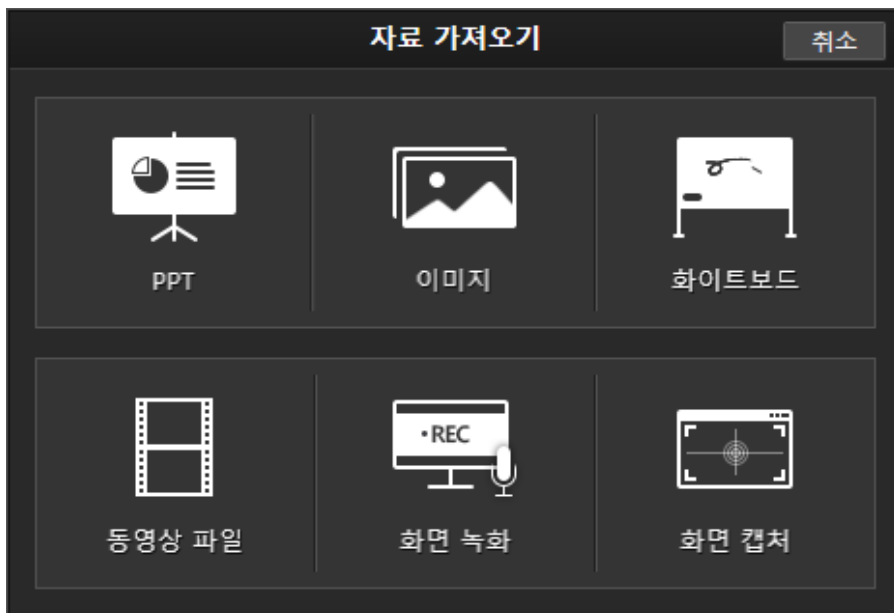 자료 가져오기
취소
PPT
이미지
화이트보드
•REC
동영상 파일
화면 녹화
화면 캡처